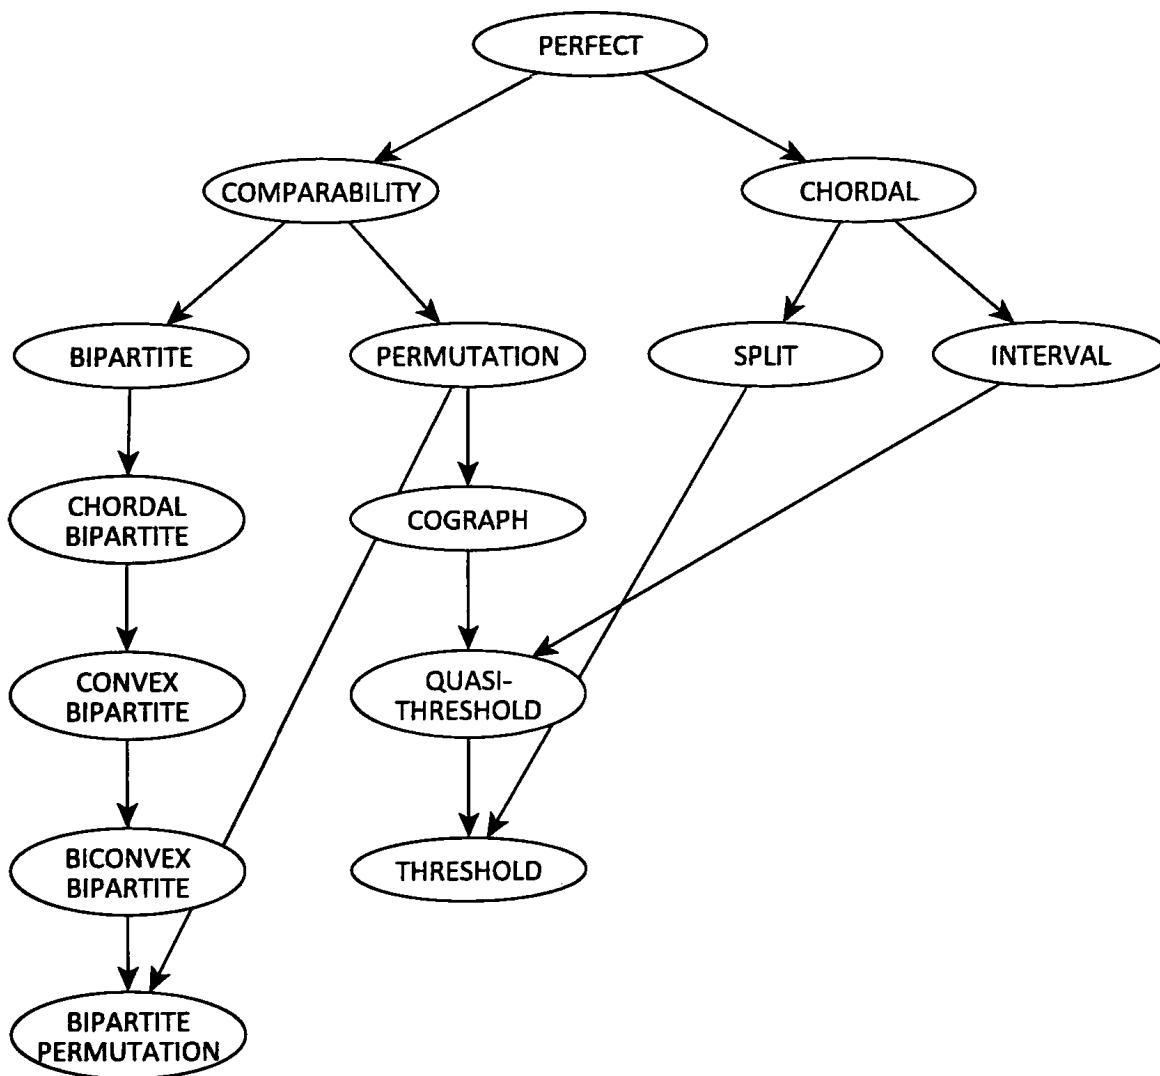 PERFECT
COMPARABILITY
CHORDAL
BIPARTITE
PERMUTATION
SPLIT
INTERVAL
CHORDAL
BIPARTITE
COGRAPH
CONVEX
BIPARTITE
QUASI-
THRESHOLD
BICONVEX
BIPARTITE
THRESHOLD
BIPARTITE
PERMUTATION